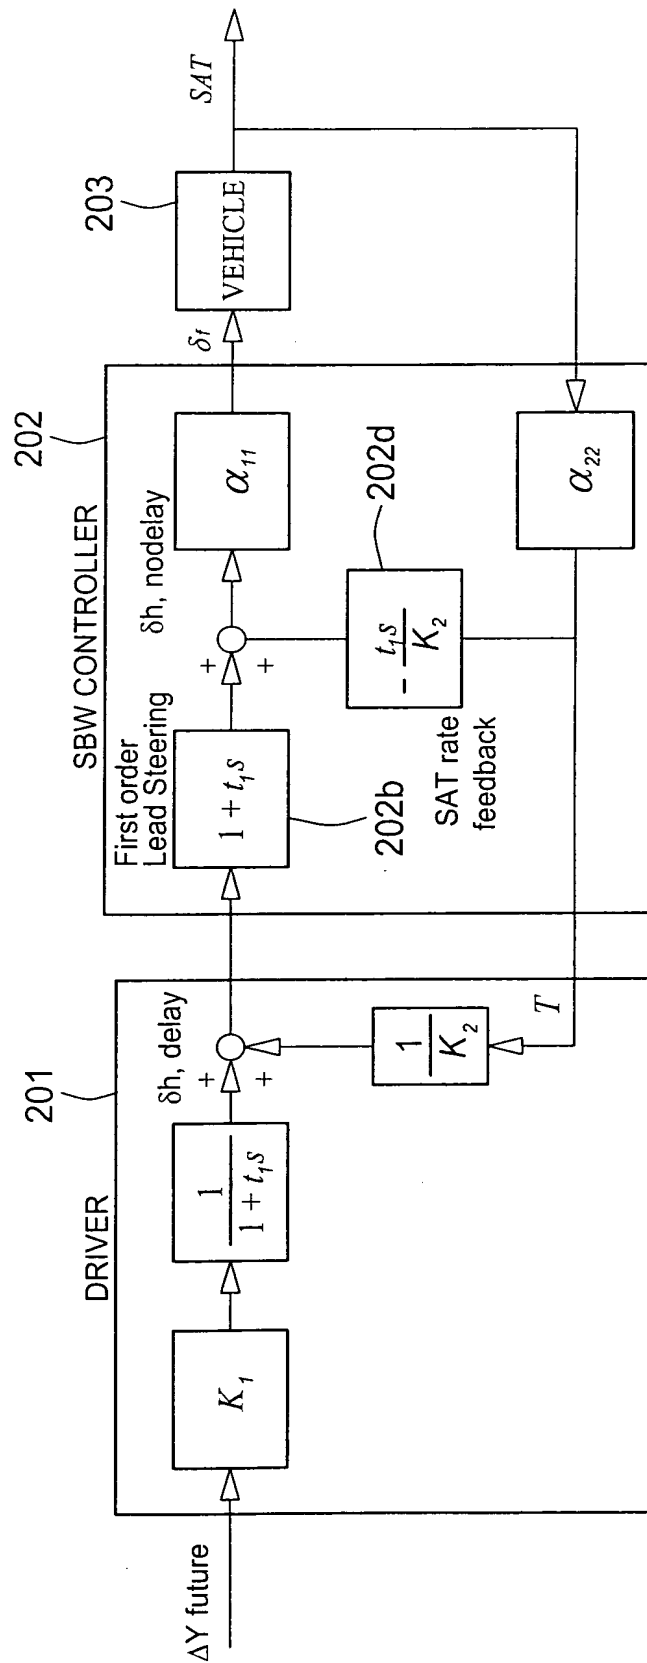 ΔY future
DRIVER
201
K₁
1
1 + t₁s
δh, delay
+
+
1
K₂
T
SBW CONTROLLER
202
First order
Lead Steering
1 + t₁s
202b
+
+
δh, nodelay
α₁₁
202d
- t₁s
K₂
SAT rate
feedback
α₂₂
δf
203
VEHICLE
SAT